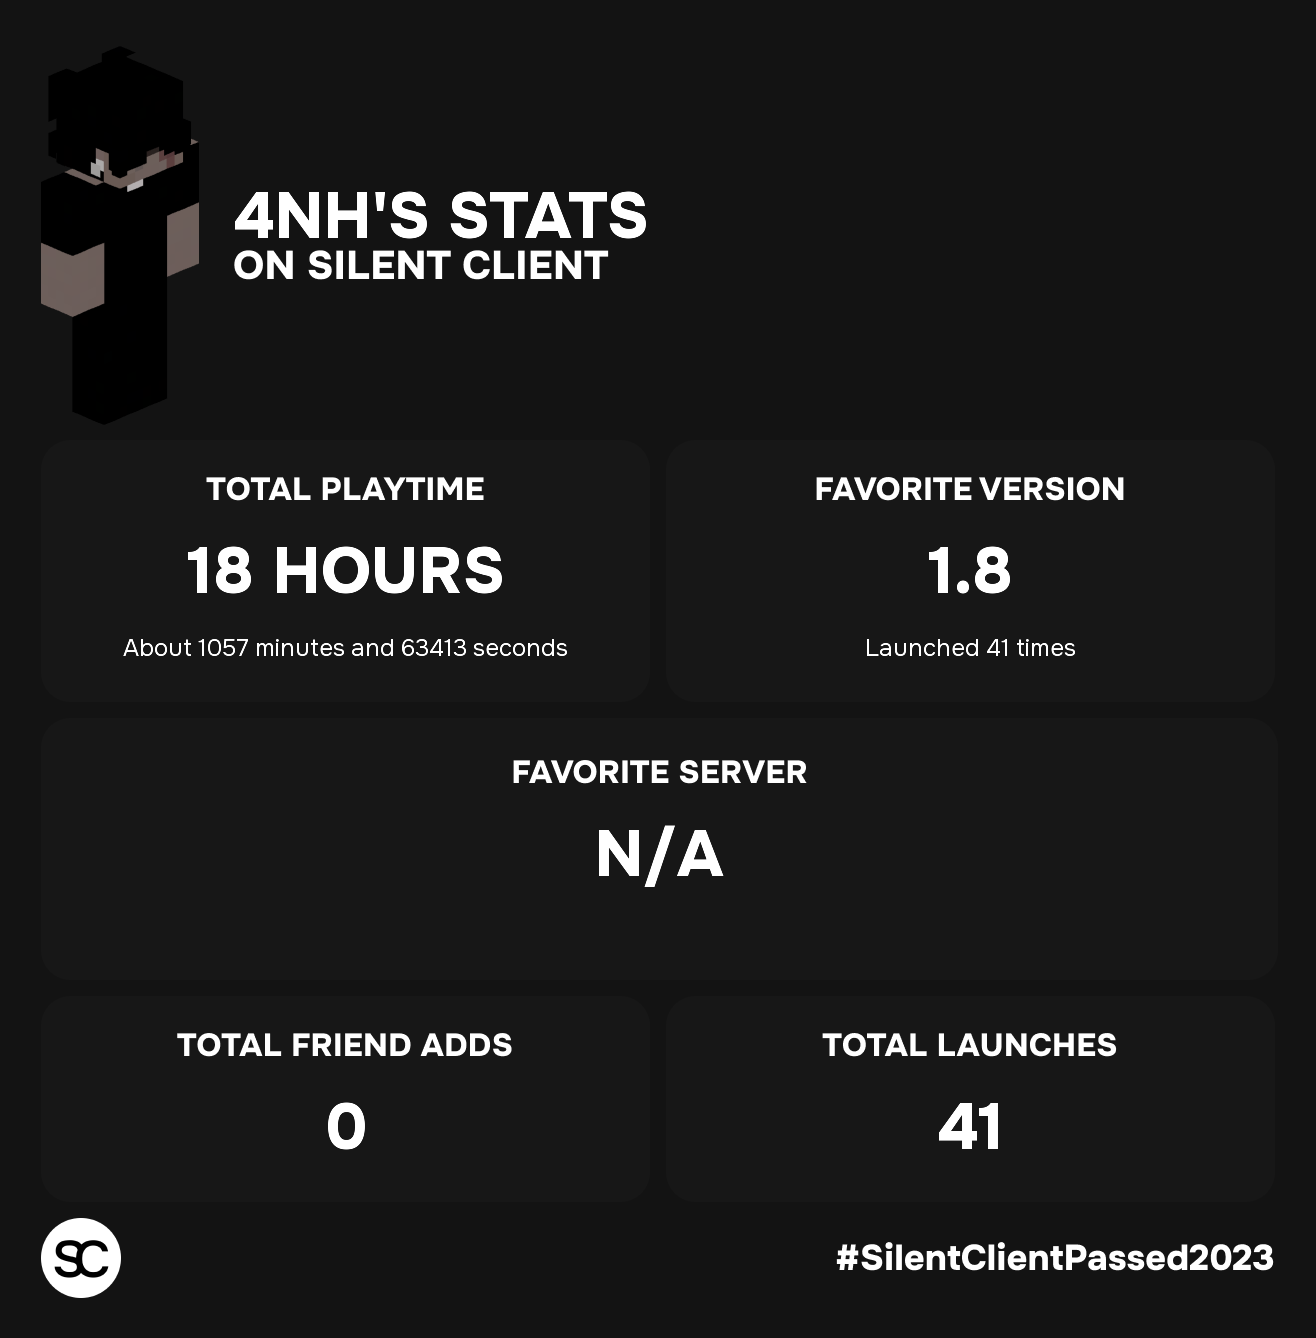 4NH'S STATS
ON SILENT CLIENT
TOTAL PLAYTIME
18 HOURS
About 1057 minutes and 63413 seconds
FAVORITE VERSION
1.8
Launched 41 times
FAVORITE SERVER
N/A
TOTAL FRIEND ADDS
0
TOTAL LAUNCHES
41
SC
#SilentClientPassed2023